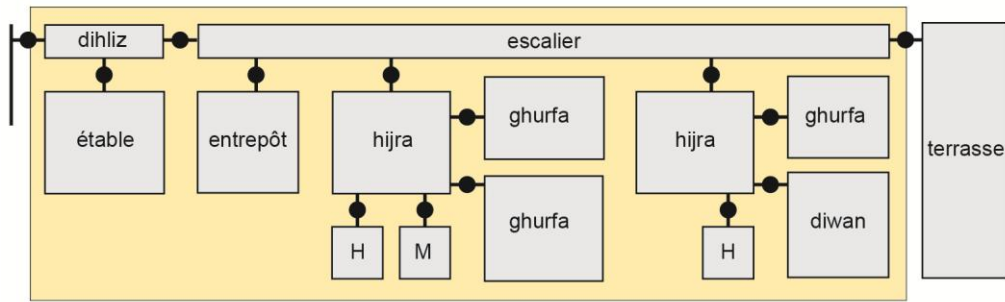 dihliz
escalier
étable
entrepôt
hijra
ghurfa
ghurfa
H
M
hijra
ghurfa
diwan
H
terrasse